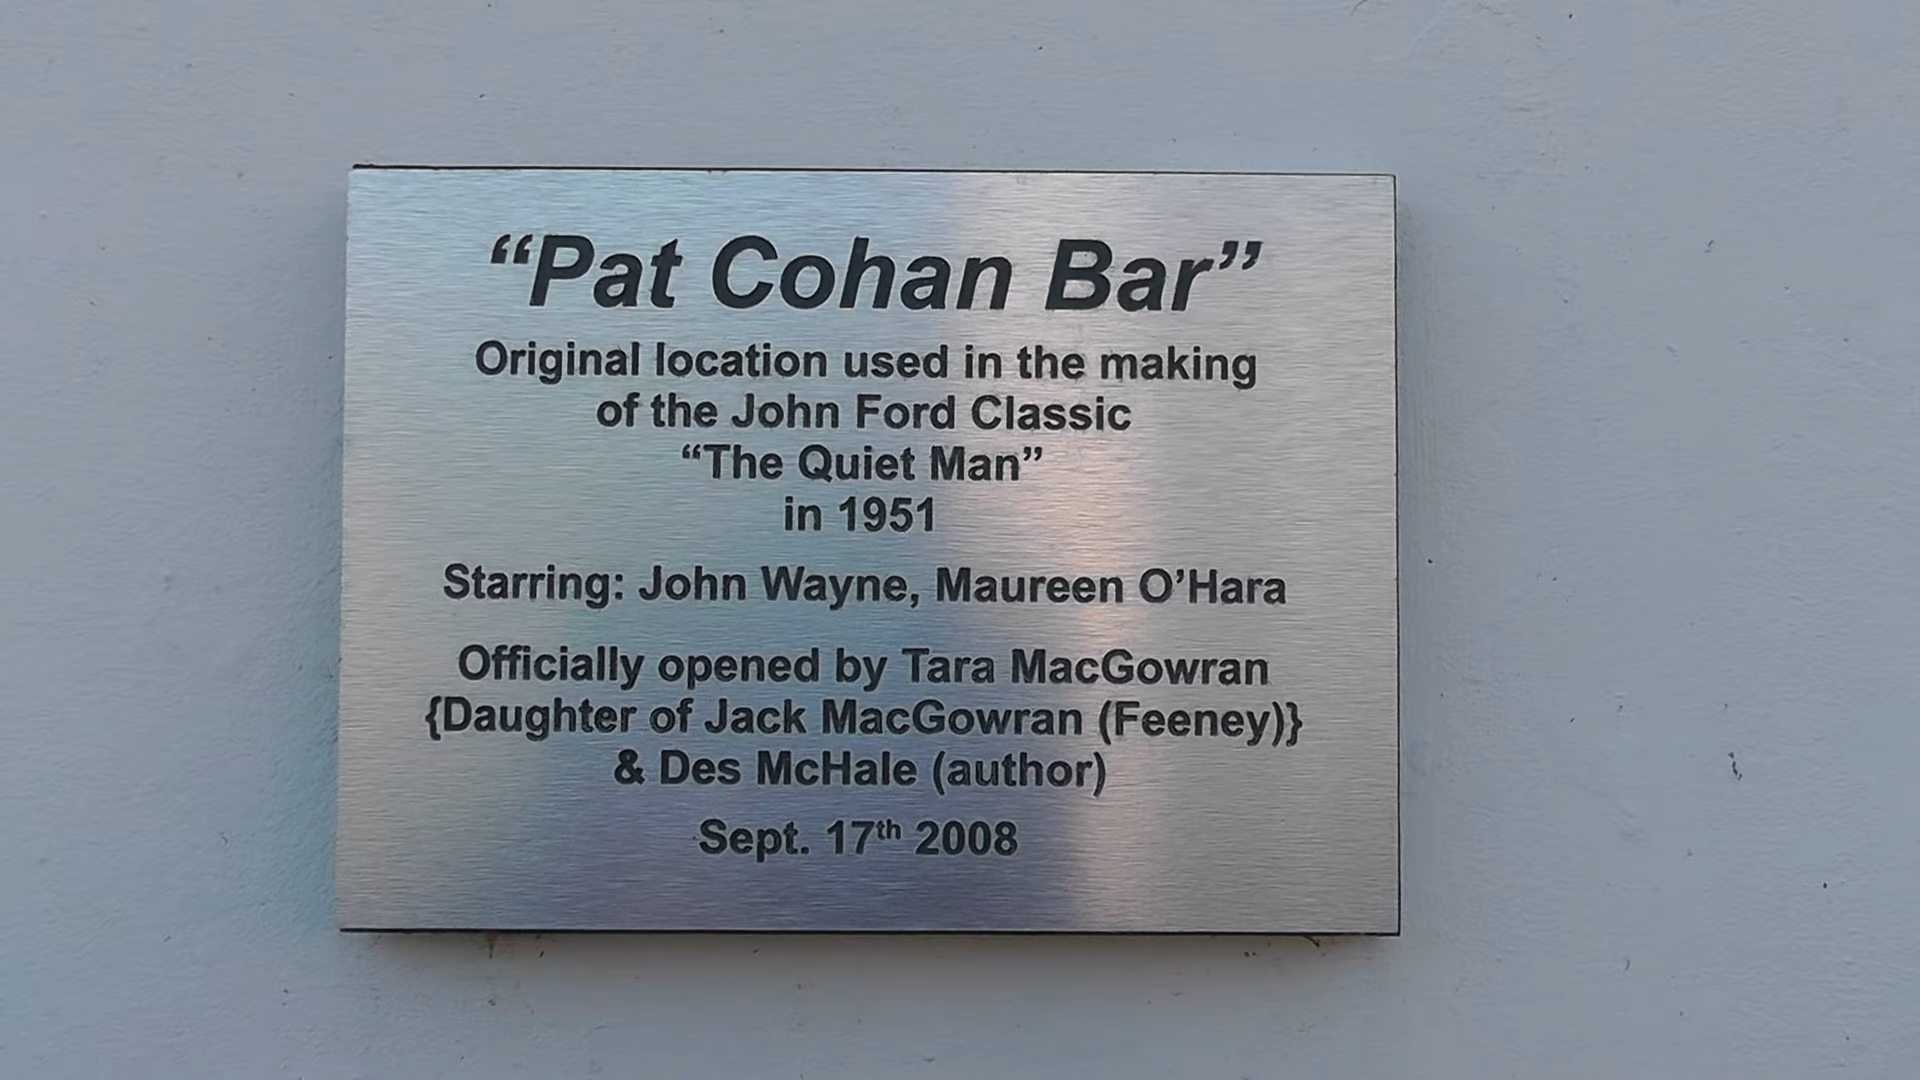 “Pat Cohan Bar”
Original location used in the making
of the John Ford Classic
“The Quiet Man”
in 1951
Starring: John Wayne, Maureen O’Hara
Officially opened by Tara MacGowran
{Daughter of Jack MacGowran (Feeney)}
& Des McHale (author)
Sept. 17th 2008